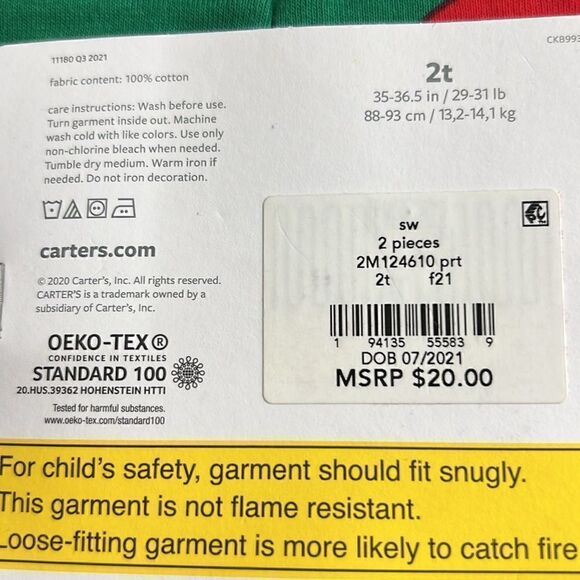 11180 Q3 2021
fabric content: 100% cotton
care instructions: Wash before use.
Turn garment inside out. Machine
wash cold with like colors. Use only
non-chlorine bleach when needed.
Tumble dry medium. Warm iron if
needed. Do not iron decoration.
carters.com
© 2020 Carter's, Inc. All rights reserved.
CARTER'S is a trademark owned by a
subsidiary of Carter's, Inc.
OEKO-TEX®
CONFIDENCE IN TEXTILES
STANDARD 100
20.HUS.39362 HOHENSTEIN HTTI
Tested for harmful substances.
www.oeko-tex.com/standard100
CK8993
2t
35-36.5 in / 29-31 lb
88-93 cm / 13,2-14,1 kg
sw
2 pieces
2M124610 prt
2t f21
1 94135 55583 9
DOB 07/2021
MSRP $20.00
For child's safety, garment should fit snugly.
This garment is not flame resistant.
Loose-fitting garment is more likely to catch fire